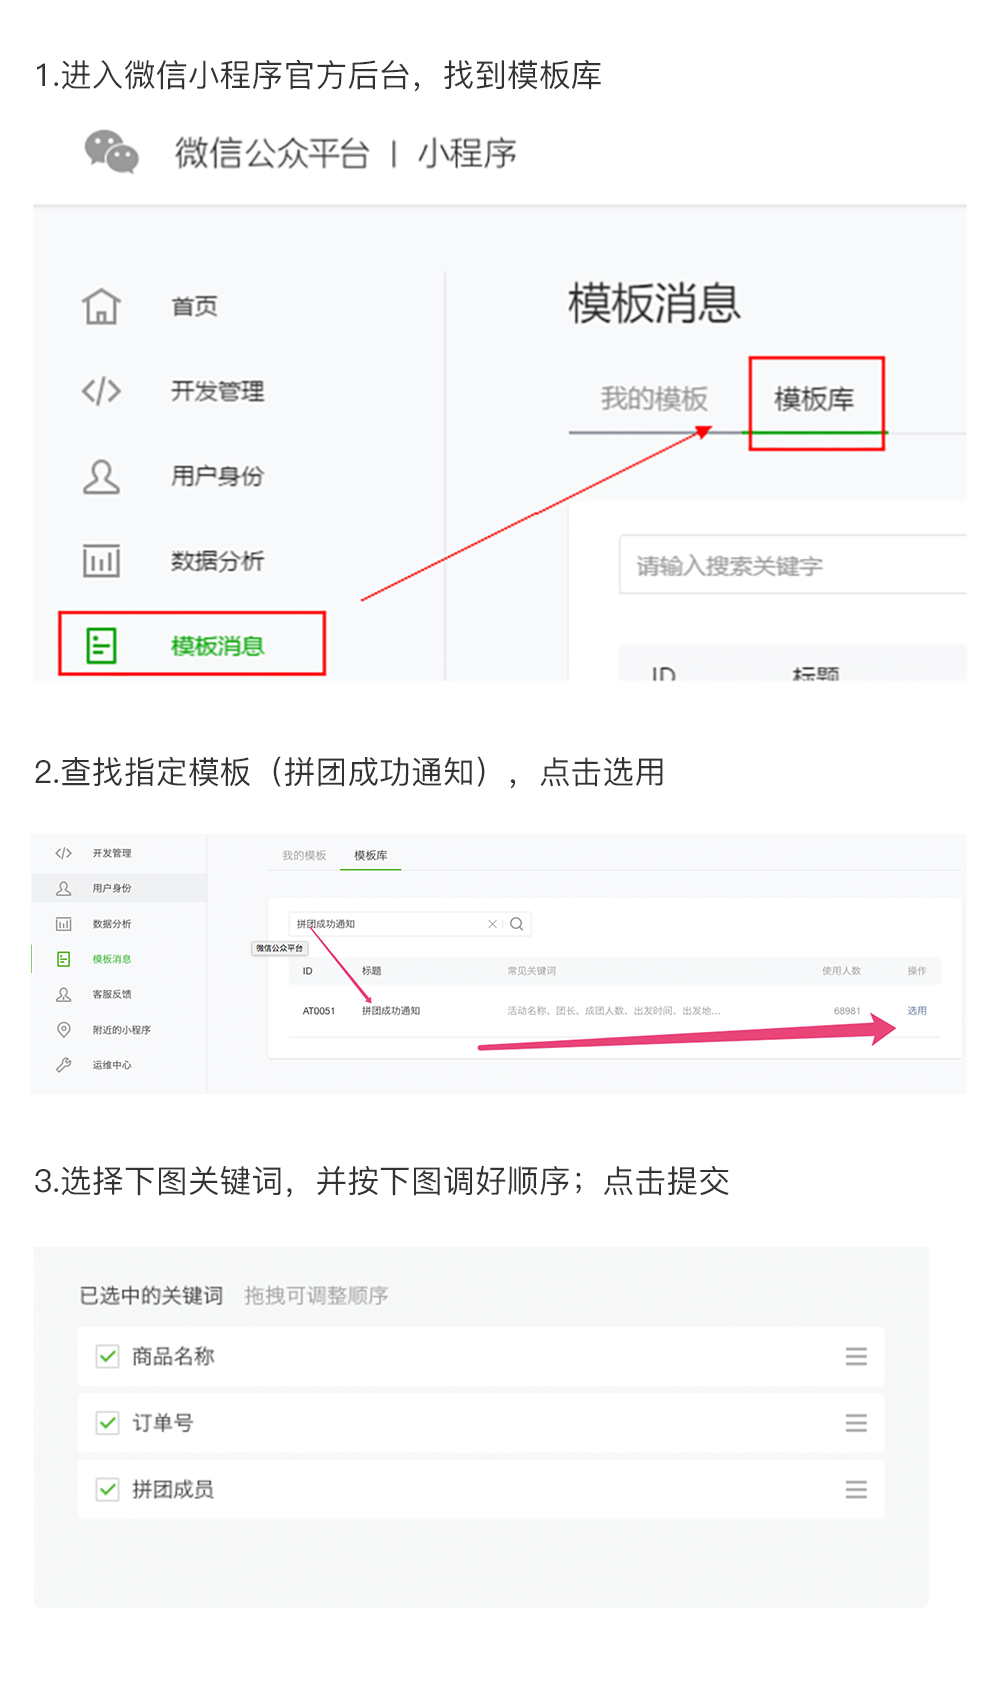 1.进入微信小程序官方后台，找到模板库
微信公众平台 | 小程序
首页
开发管理
用户身份
数据分析
模板消息
模板消息
我的模板 模板库
请输入搜索关键字
ID 标题
2.查找指定模板（拼团成功通知），点击选用
开发管理
用户身份
数据分析
模板消息
客服反馈
附近的小程序
运维中心
我的模板 模板库
拼团成功通知
微信公众平台
ID 标题 常见关键词 使用人数 操作
AT0051 拼团成功通知 活动名称、团长、成团人数、出发时间、出发地... 68981 选用
3.选择下图关键词，并按下图调好顺序；点击提交
已选中的关键词 拖拽可调整顺序
商品名称
订单号
拼团成员